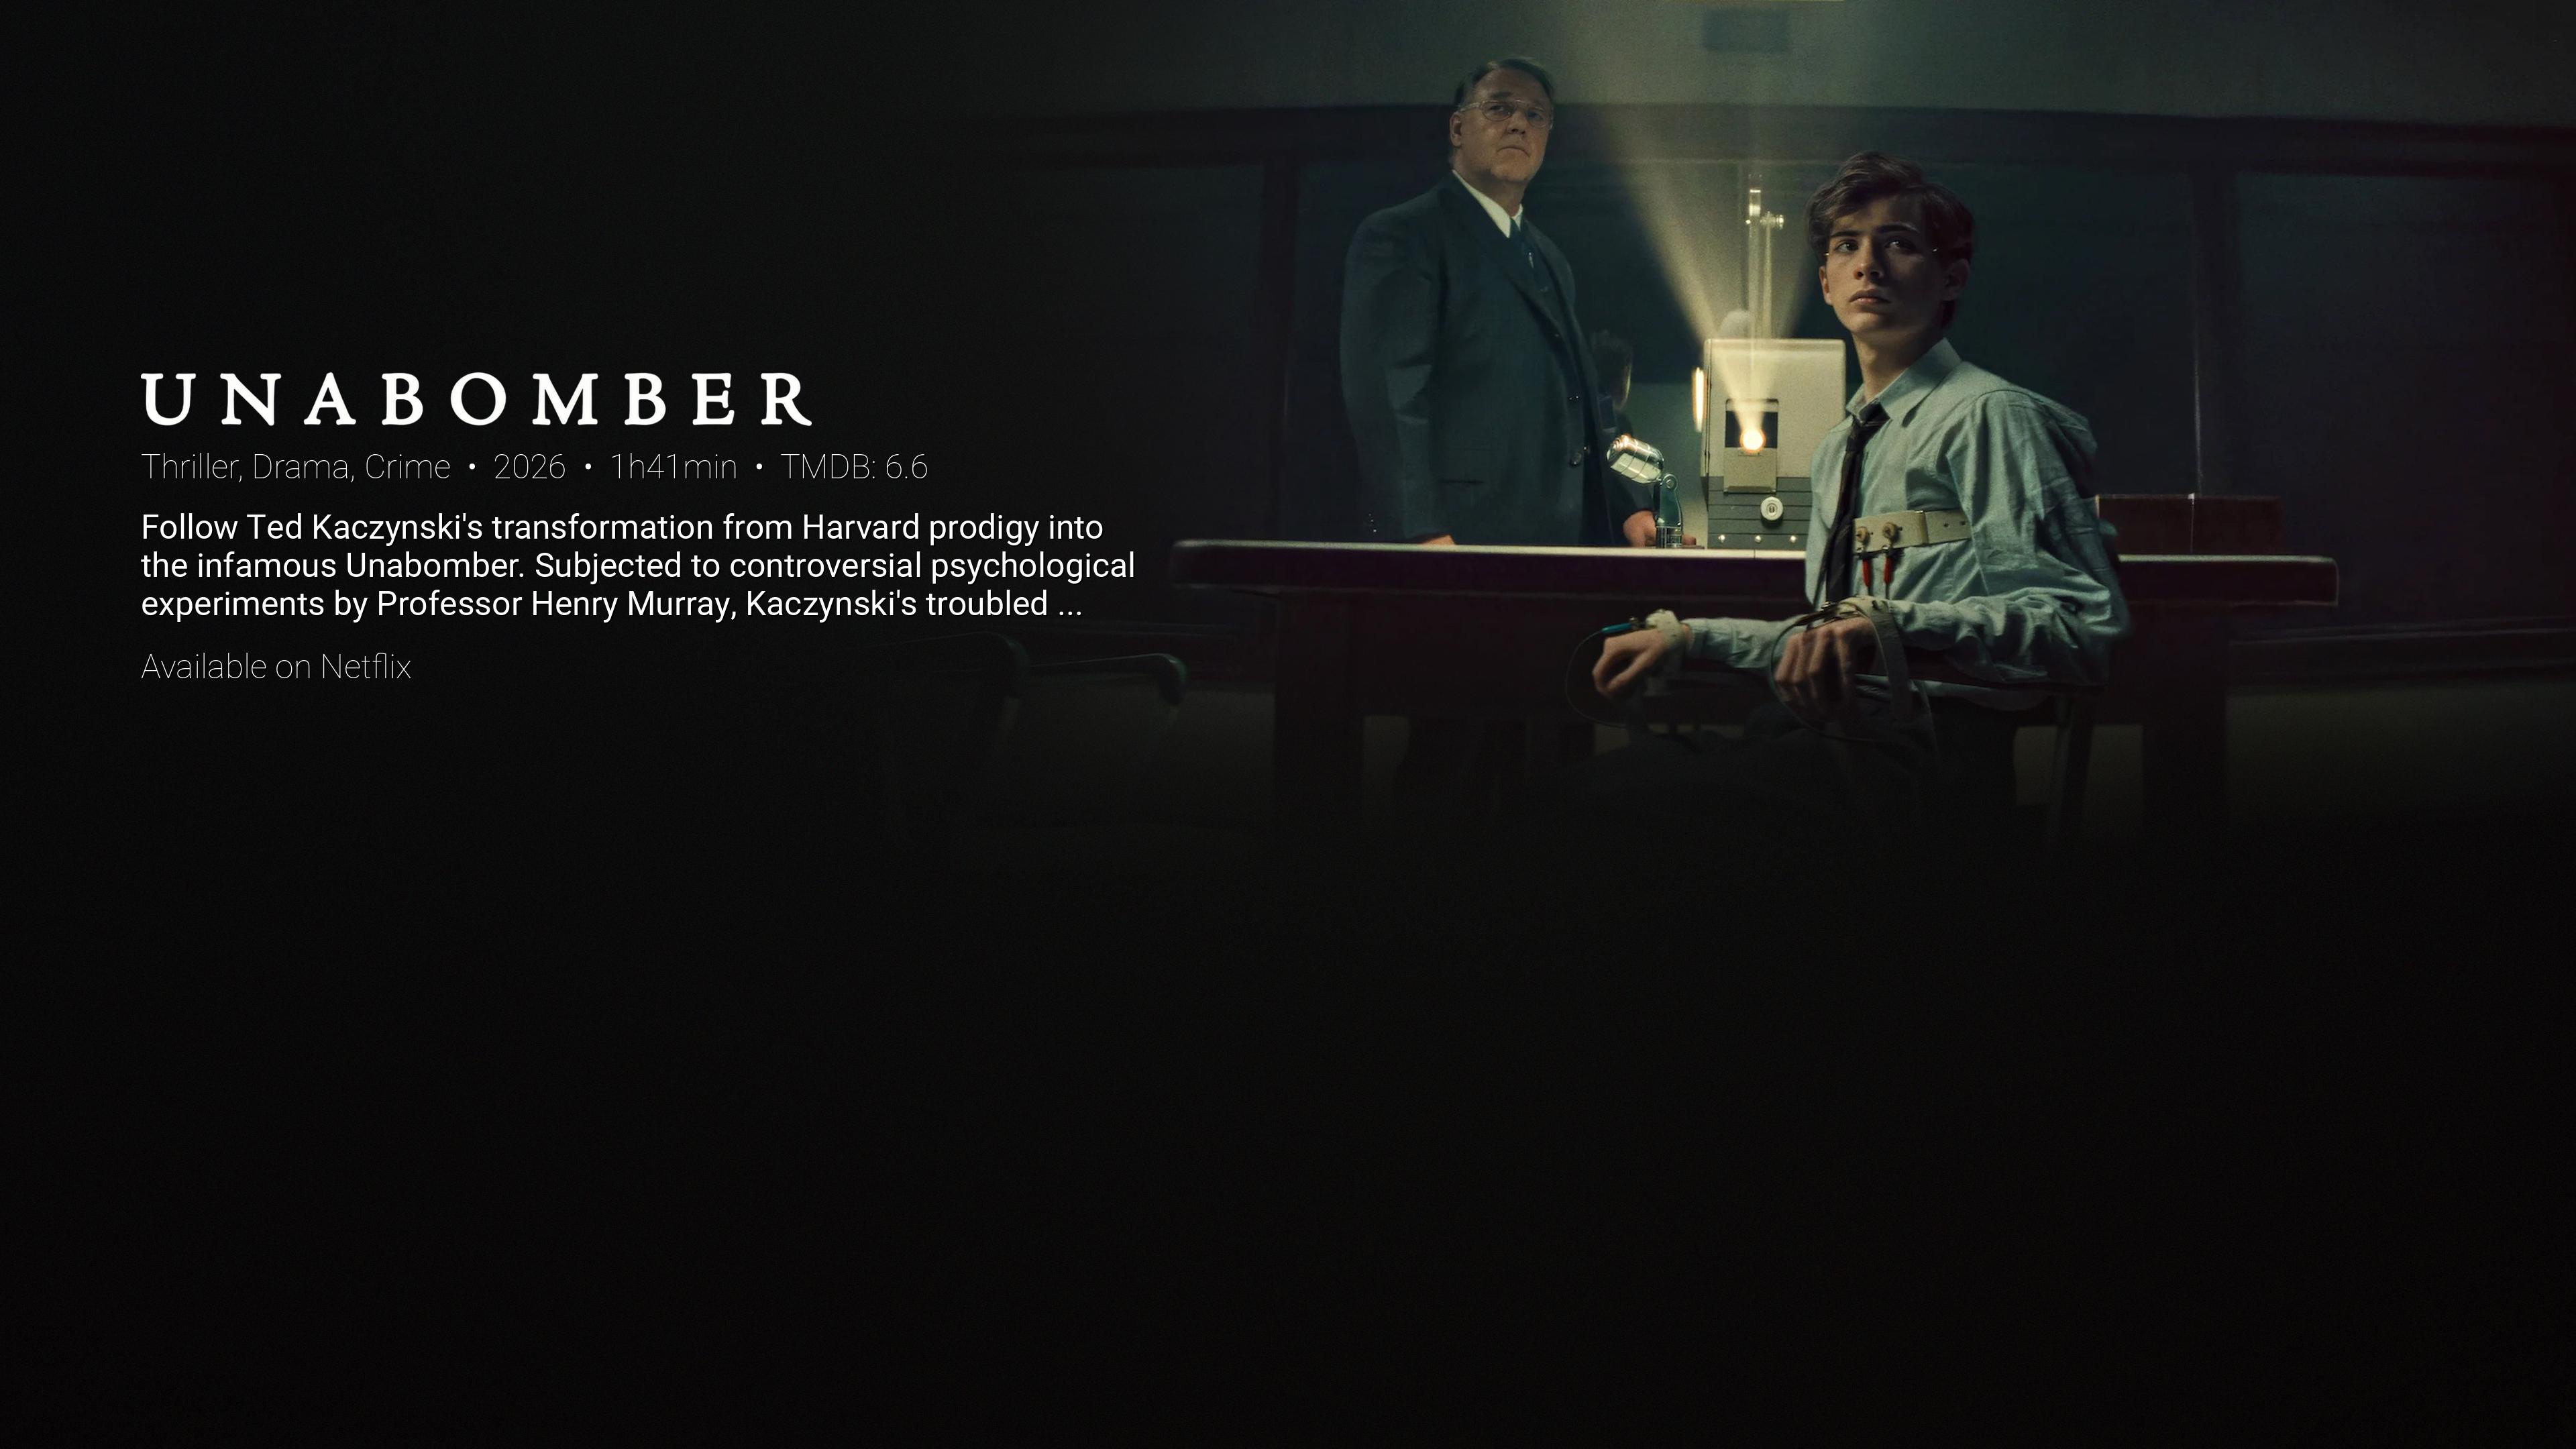 UNABOMBER
Thriller, Drama, Crime • 2026 • 1h41min • TMDB: 6.6
Follow Ted Kaczynski's transformation from Harvard prodigy into
the infamous Unabomber. Subjected to controversial psychological
experiments by Professor Henry Murray, Kaczynski's troubled ...
Available on Netflix